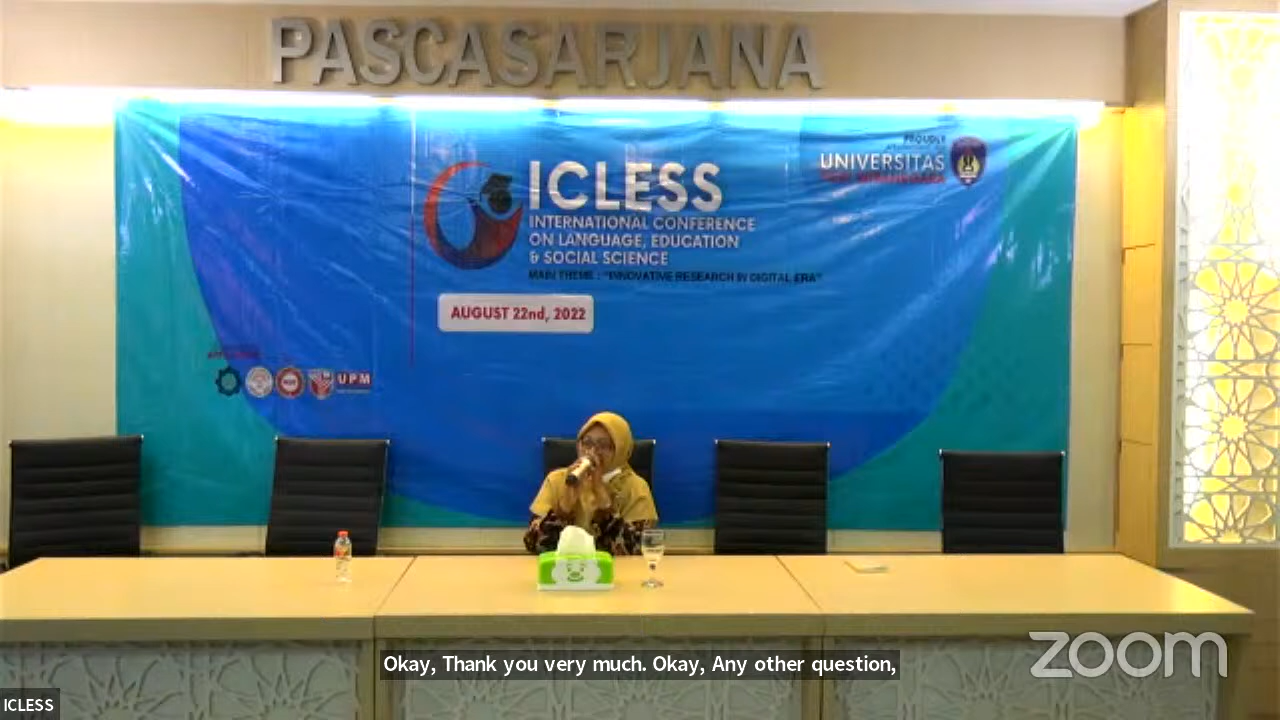 PASCASARJANA
PROUDLY
UNIVERSITAS
ICLESS
INTERNATIONAL CONFERENCE
ON LANGUAGE, EDUCATION
& SOCIAL SCIENCE
MAIN THEME : "INNOVATIVE RESEARCH IN DIGITAL ERA"
AUGUST 22nd, 2022
UPM
Okay, Thank you very much. Okay, Any other question,
zoom
ICLESS